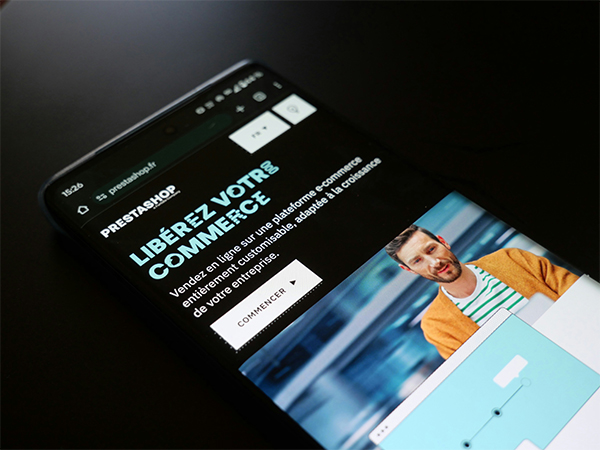 15:26
prestashop.fr
FR
PRESTASHOP
LIBÉREZ VOTRE
COMMERCE
Vendez en ligne sur une plateforme e-commerce
entièrement customisable, adaptée à la croissance
de votre entreprise.
COMMENCER